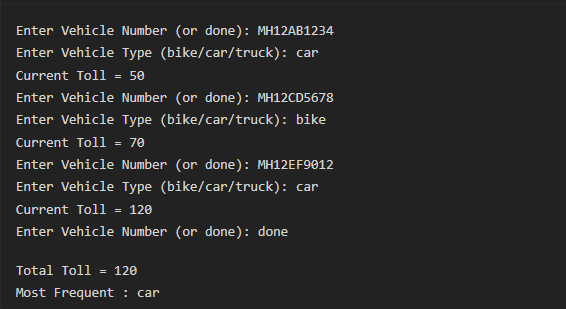 Enter Vehicle Number (or done): MH12AB1234
Enter Vehicle Type (bike/car/truck): car
Current Toll = 50
Enter Vehicle Number (or done): MH12CD5678
Enter Vehicle Type (bike/car/truck): bike
Current Toll = 70
Enter Vehicle Number (or done): MH12EF9012
Enter Vehicle Type (bike/car/truck): car
Current Toll = 120
Enter Vehicle Number (or done): done
Total Toll = 120
Most Frequent : car